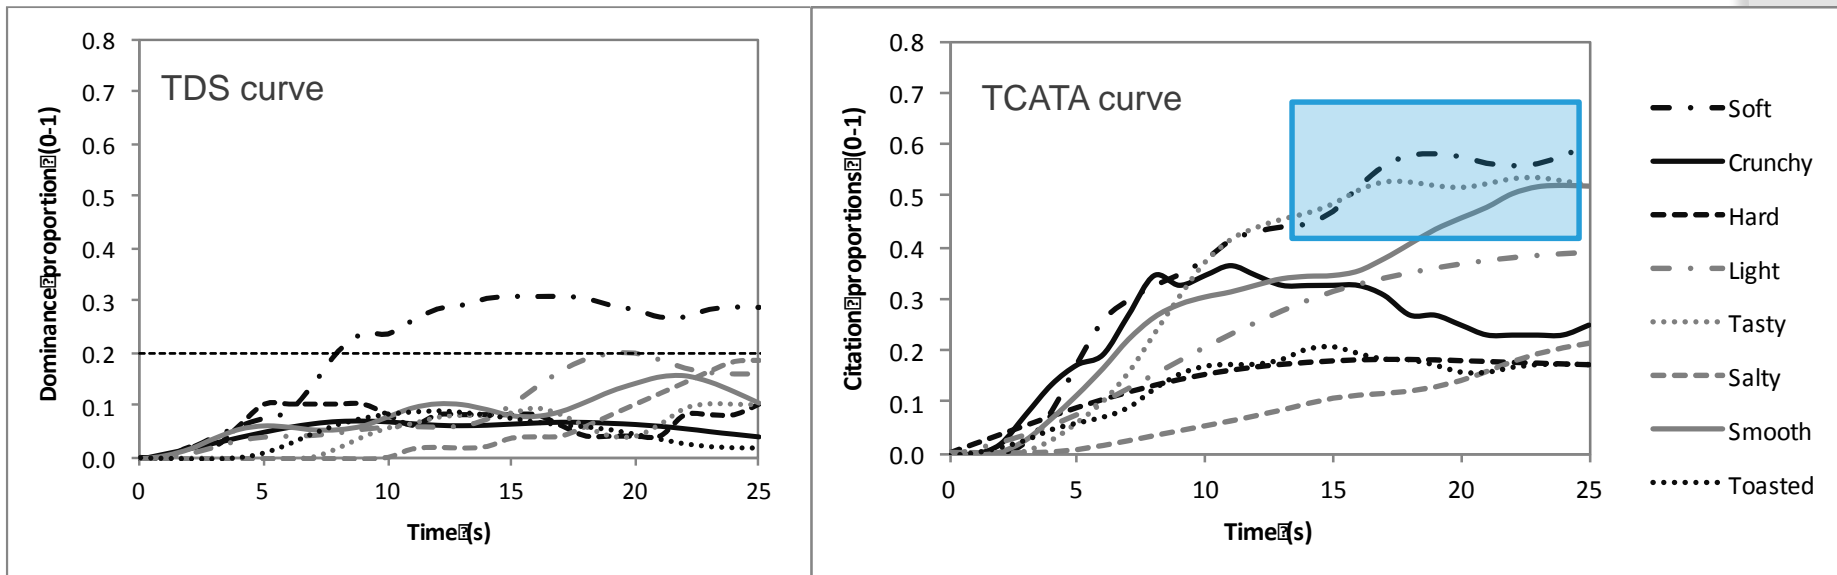 TDS curve
0.8
0.7
0.6
0.5
0.4
0.3
0.2
0.1
0.0
0 5 10 15 20 25
Dominance proportion (0-1)
Time (s)
TCATA curve
0.8
0.7
0.6
0.5
0.4
0.3
0.2
0.1
0.0
0 5 10 15 20 25
Citation proportions (0-1)
Time (s)
Soft
Crunchy
Hard
Light
Tasty
Salty
Smooth
Toasted